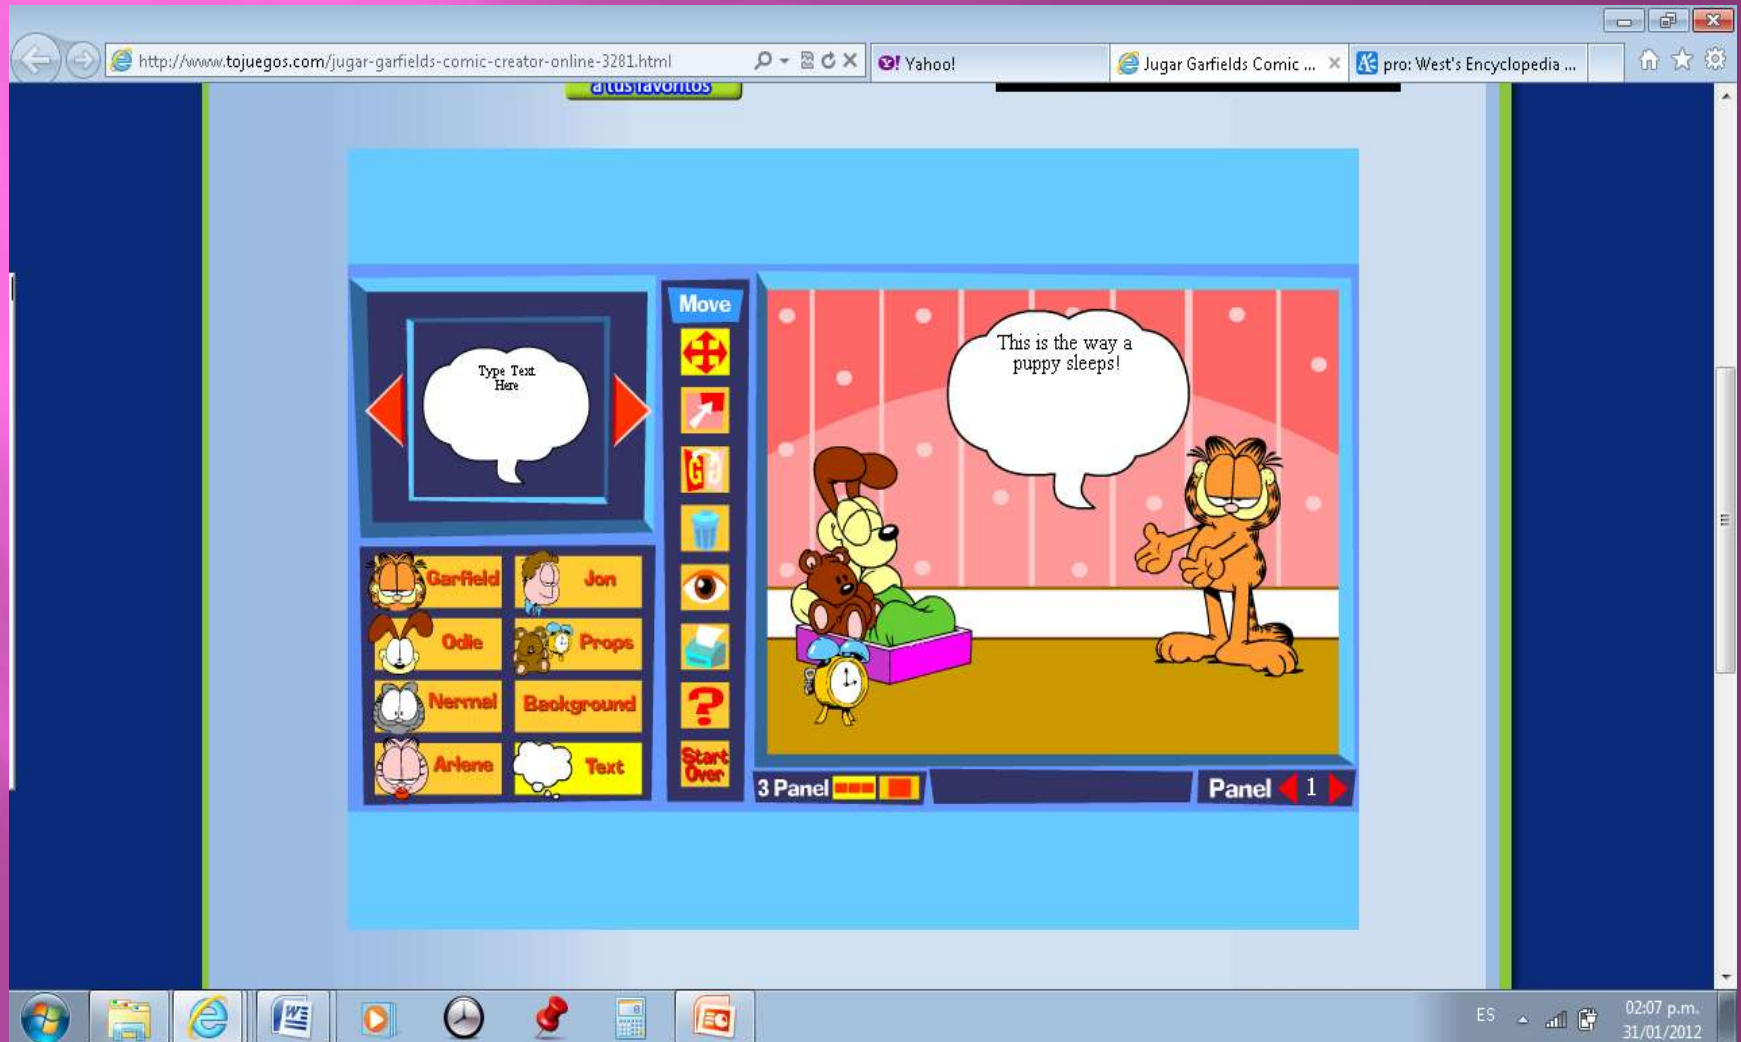 http://www.tojuegos.com/jugar-garfields-comic-creator-online-3281.html
Yahoo!
Jugar Garfields Comic ...
pro: West's Encyclopedia ...
a tus favoritos
Move
Type Text
Here
This is the way a
puppy sleeps!
Garfield
Jon
Odie
Props
Nermal
Background
Arlene
Text
Start
Over
3 Panel
Panel 1
ES
02:07 p.m.
31/01/2012